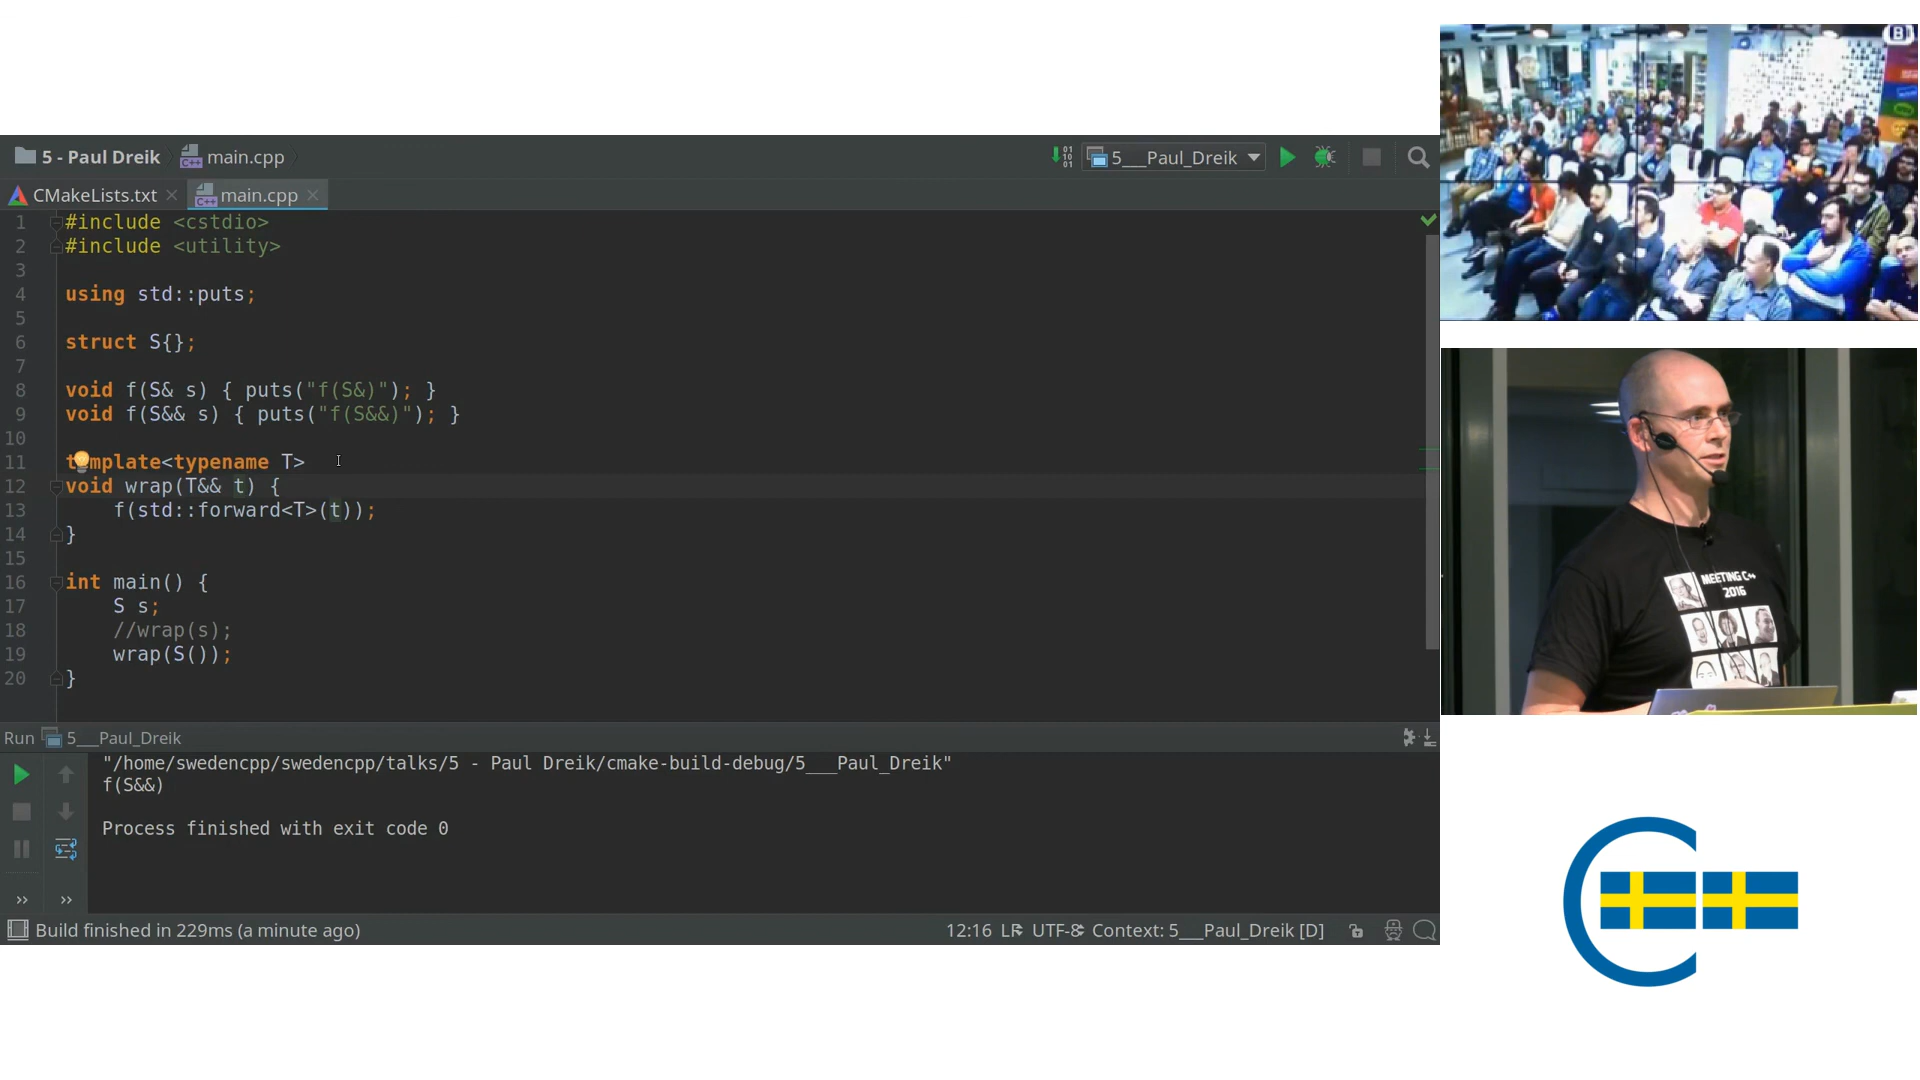 5 - Paul Dreik main.cpp
5___Paul_Dreik
CMakeLists.txt main.cpp
1 #include <cstdio>
2 #include <utility>
3
4 using std::puts;
5
6 struct S{};
7
8 void f(S& s) { puts("f(S&)"); }
9 void f(S&& s) { puts("f(S&&)"); }
10
11 template<typename T>
12 void wrap(T&& t) {
13 f(std::forward<T>(t));
14 }
15
16 int main() {
17 S s;
18 //wrap(s);
19 wrap(S());
20 }
Run 5___Paul_Dreik
"/home/swedencpp/swedencpp/talks/5 - Paul Dreik/cmake-build-debug/5___Paul_Dreik"
f(S&&)
Process finished with exit code 0
Build finished in 229ms (a minute ago)
12:16 LF UTF-8 Context: 5___Paul_Dreik [D]
B
MEETING C++
2016
C